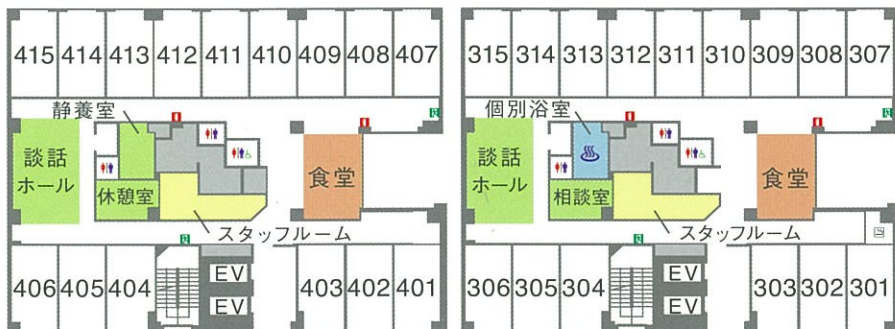 415 414 413 412 411 410 409 408 407
静養室
談話
ホール
休憩室
食堂
スタッフルーム
406 405 404
EV
EV
403 402 401
315 314 313 312 311 310 309 308 307
個別浴室
談話
ホール
相談室
食堂
スタッフルーム
306 305 304
EV
EV
303 302 301